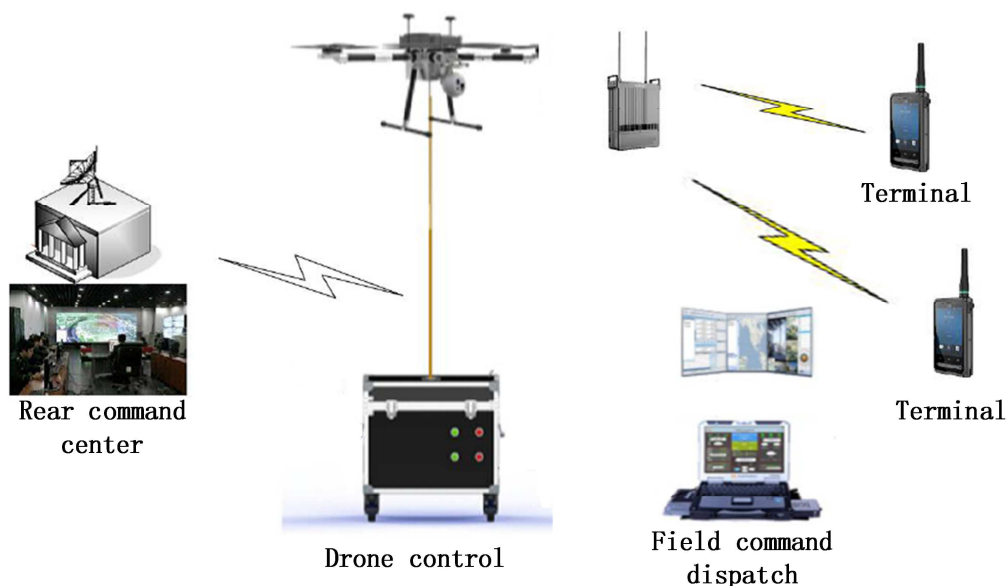 Terminal
Rear command
center
Terminal
Drone control
Field command
dispatch